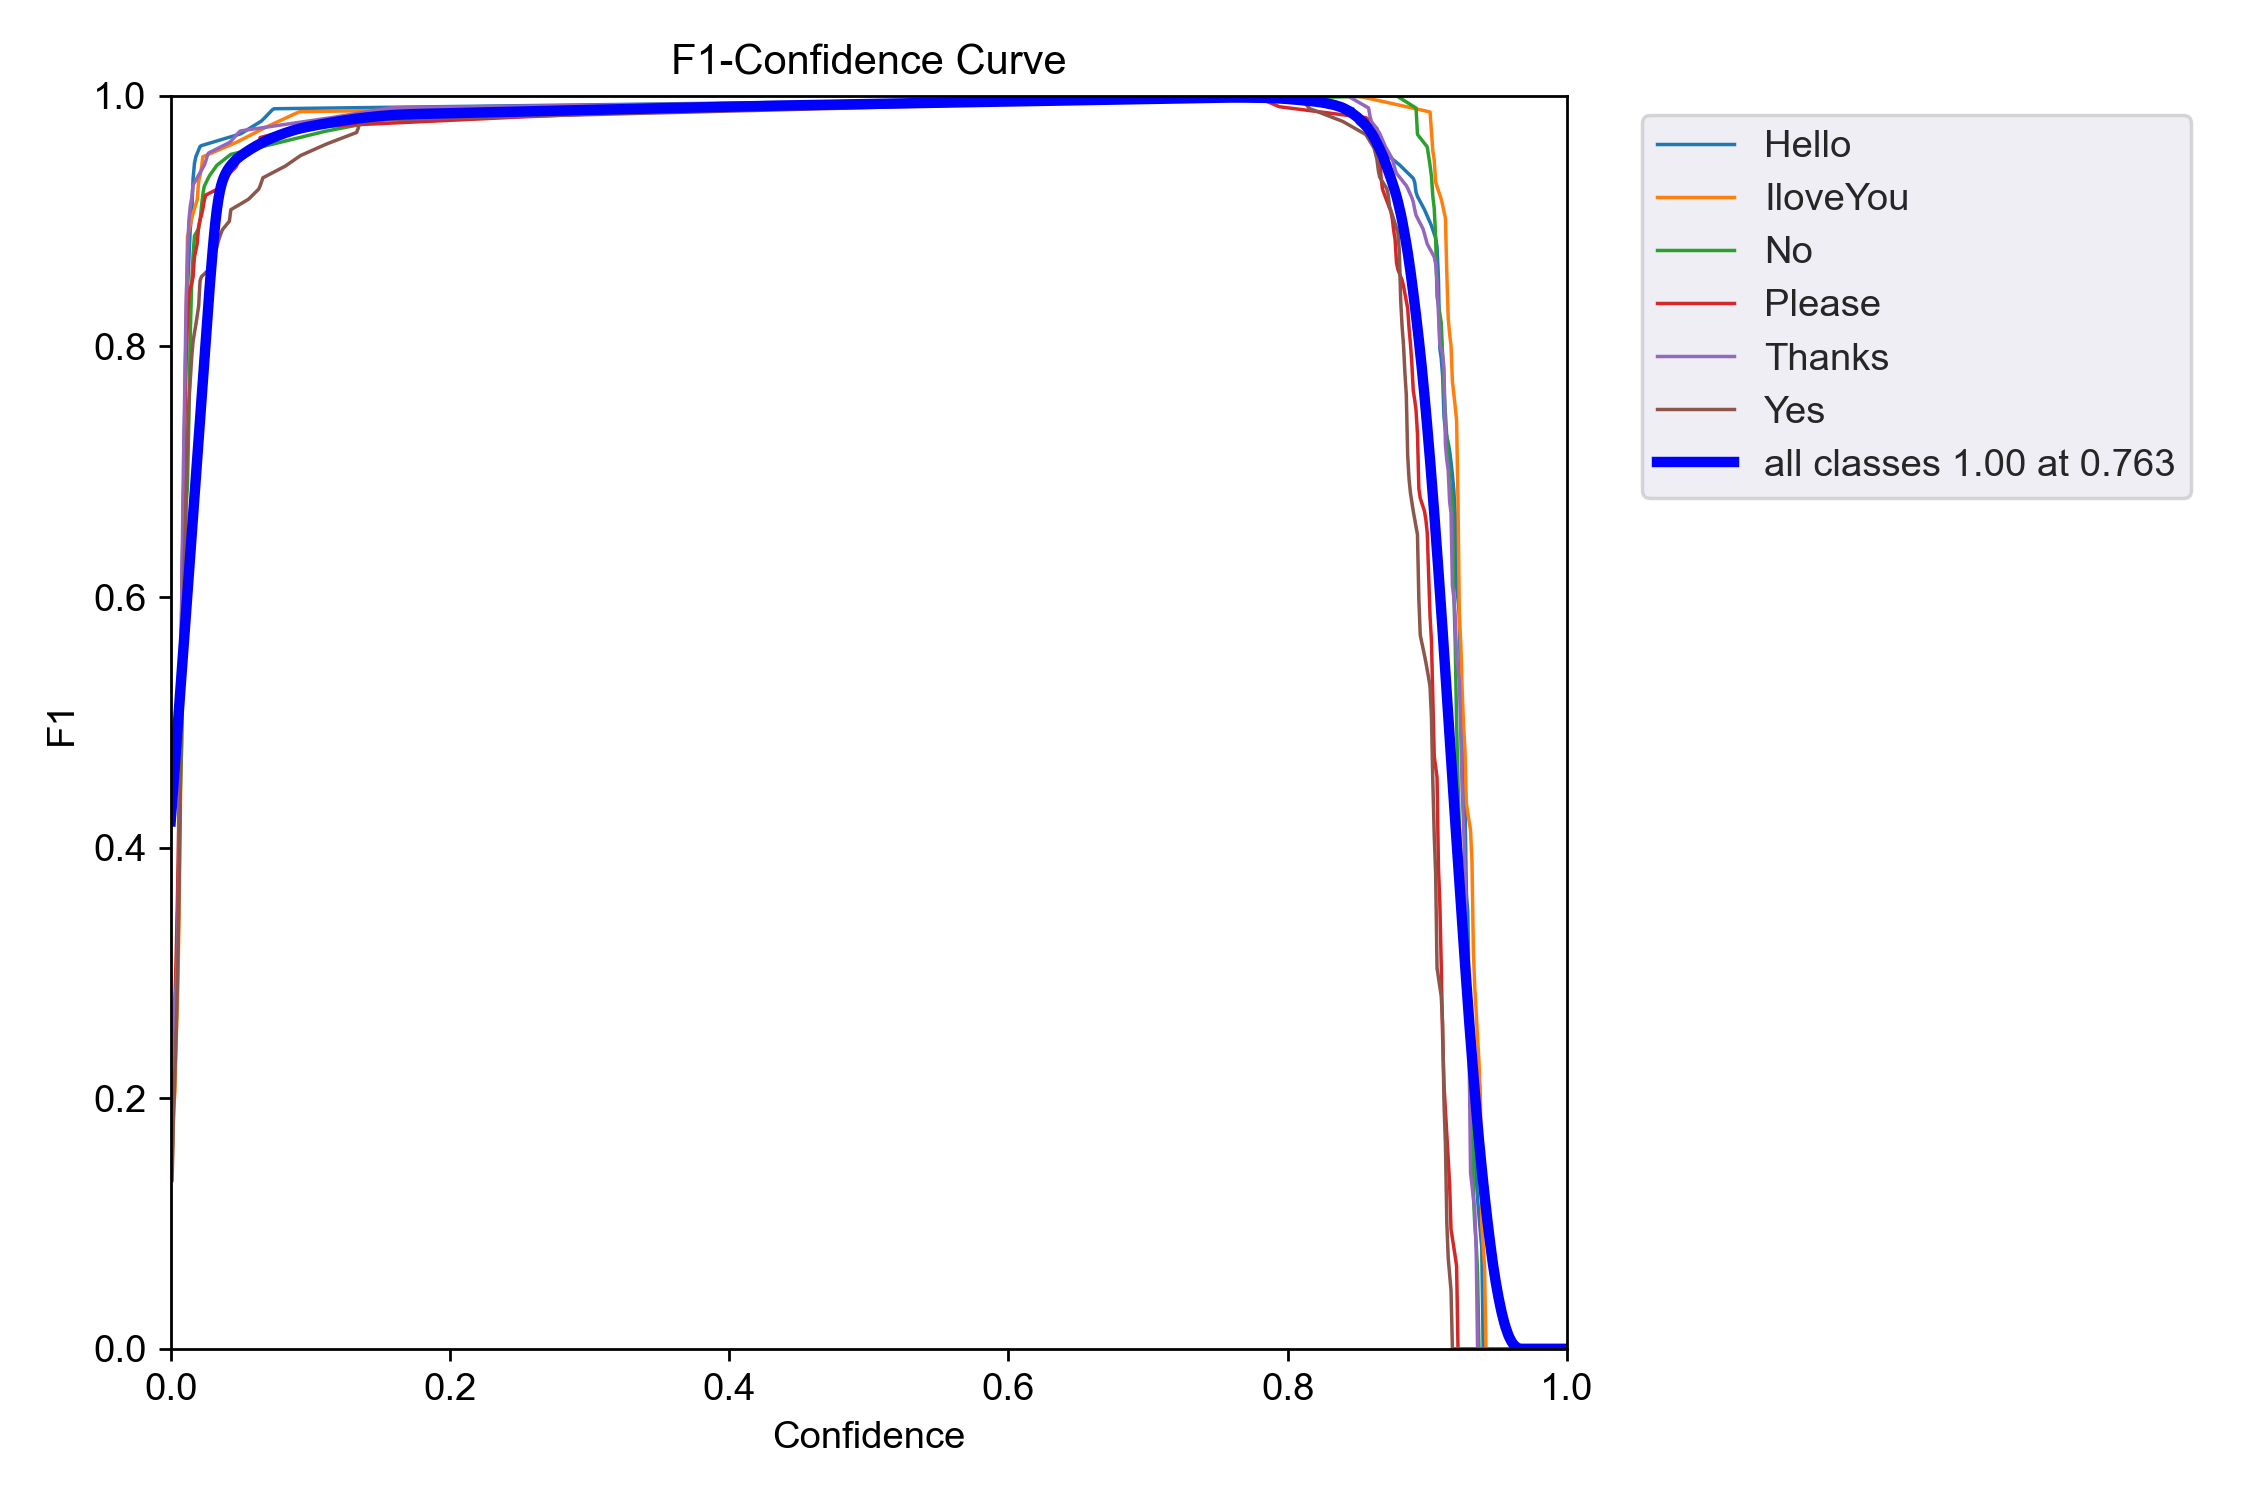 F1-Confidence Curve
1.0
0.8
0.6
0.4
0.2
0.0
F1
0.0 0.2 0.4 0.6 0.8 1.0
Confidence
Hello
IloveYou
No
Please
Thanks
Yes
all classes 1.00 at 0.763